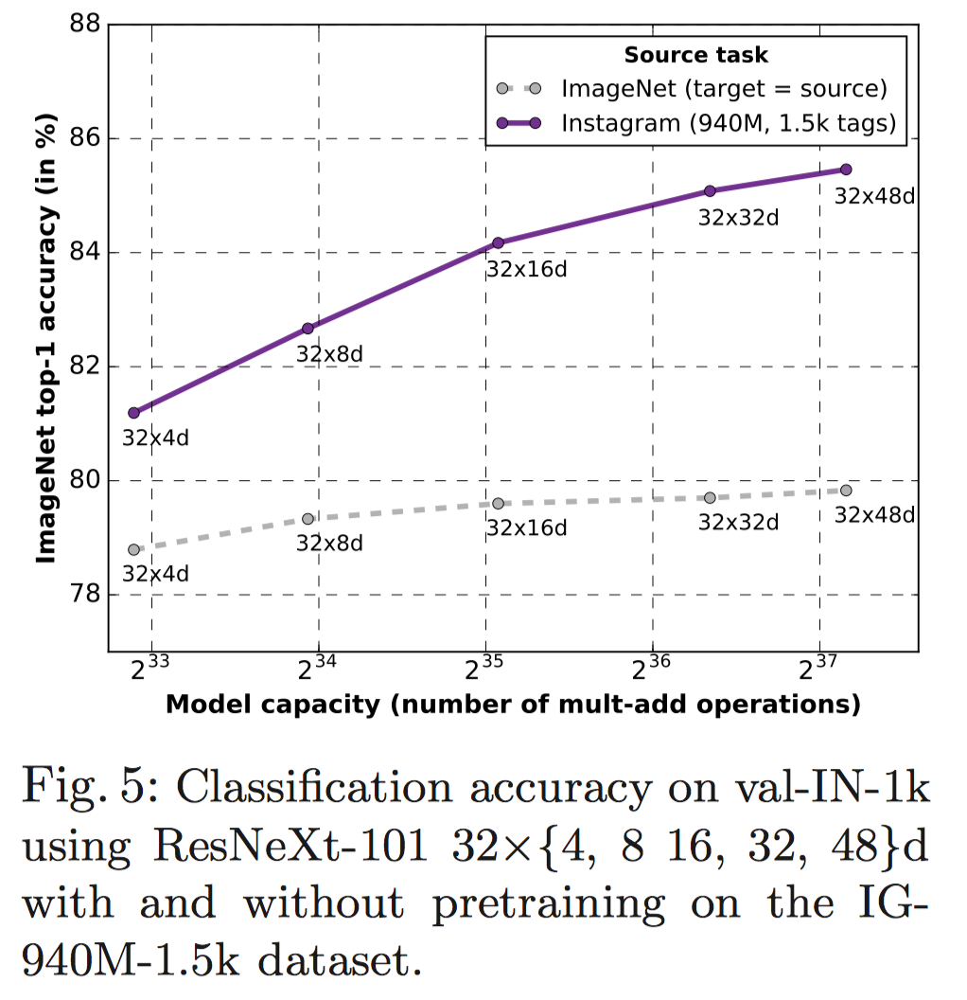 88
86
84
82
80
78
ImageNet top-1 accuracy (in %)
Source task
ImageNet (target = source)
Instagram (940M, 1.5k tags)
32x4d
32x8d
32x16d
32x32d
32x48d
32x4d
32x8d
32x16d
32x32d
32x48d
2^33 2^34 2^35 2^36 2^37
Model capacity (number of mult-add operations)
Fig. 5: Classification accuracy on val-IN-1k
using ResNeXt-101 32×{4, 8 16, 32, 48}d
with and without pretraining on the IG-
940M-1.5k dataset.